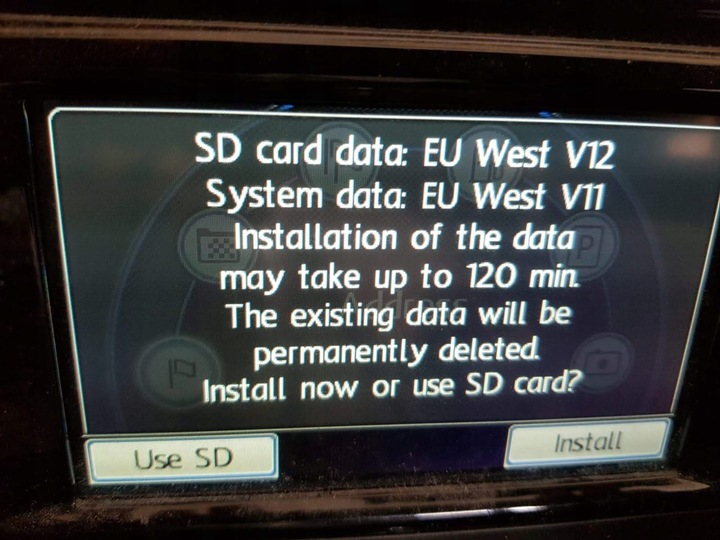 SD card data: EU West V12
System data: EU West V11
Installation of the data
may take up to 120 min.
The existing data will be
permanently deleted.
Install now or use SD card?
Address
P
Use SD
Install